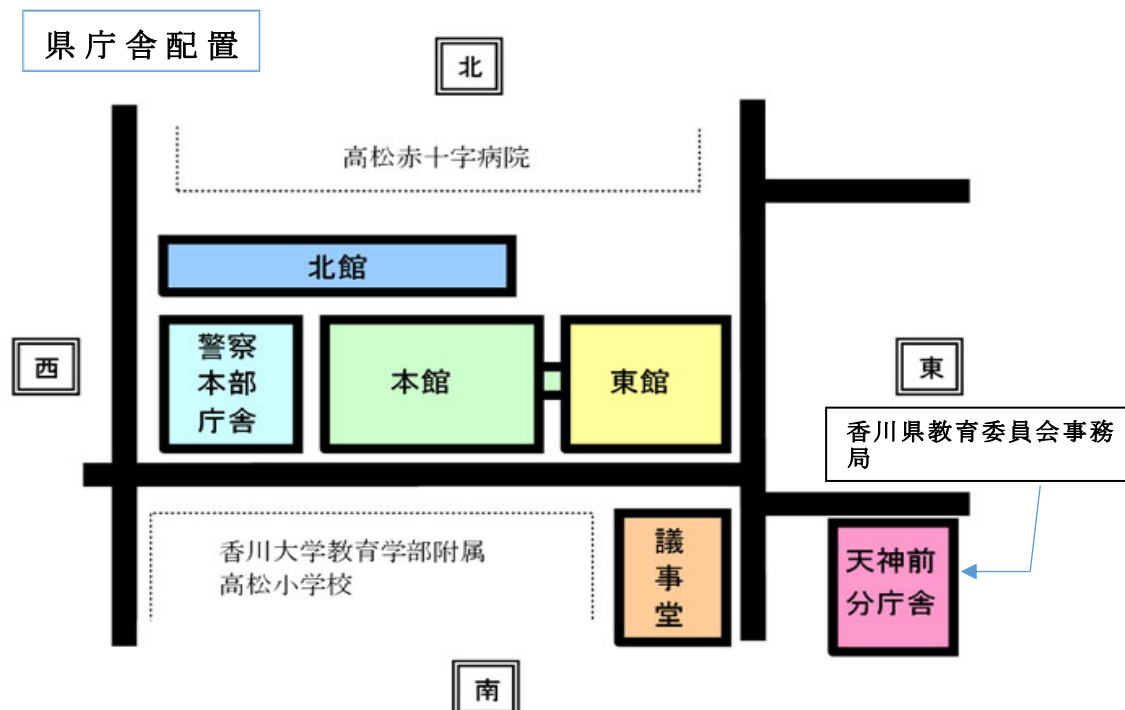 県庁舎配置
北
高松赤十字病院
北館
西
警察
本部
庁舎
本館
東館
東
香川県教育委員会事務
局
香川大学教育学部附属
高松小学校
議
事
堂
天神前
分庁舎
南